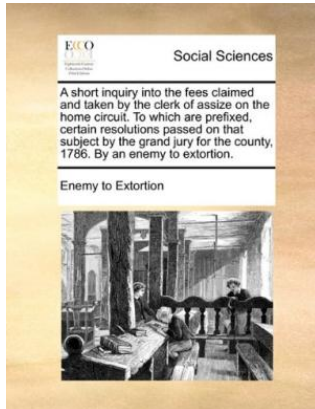 ECCO
Social Sciences
A short inquiry into the fees claimed
and taken by the clerk of assize on the
home circuit. To which are prefixed,
certain resolutions passed on that
subject by the grand jury for the county,
1786. By an enemy to extortion.
Enemy to Extortion